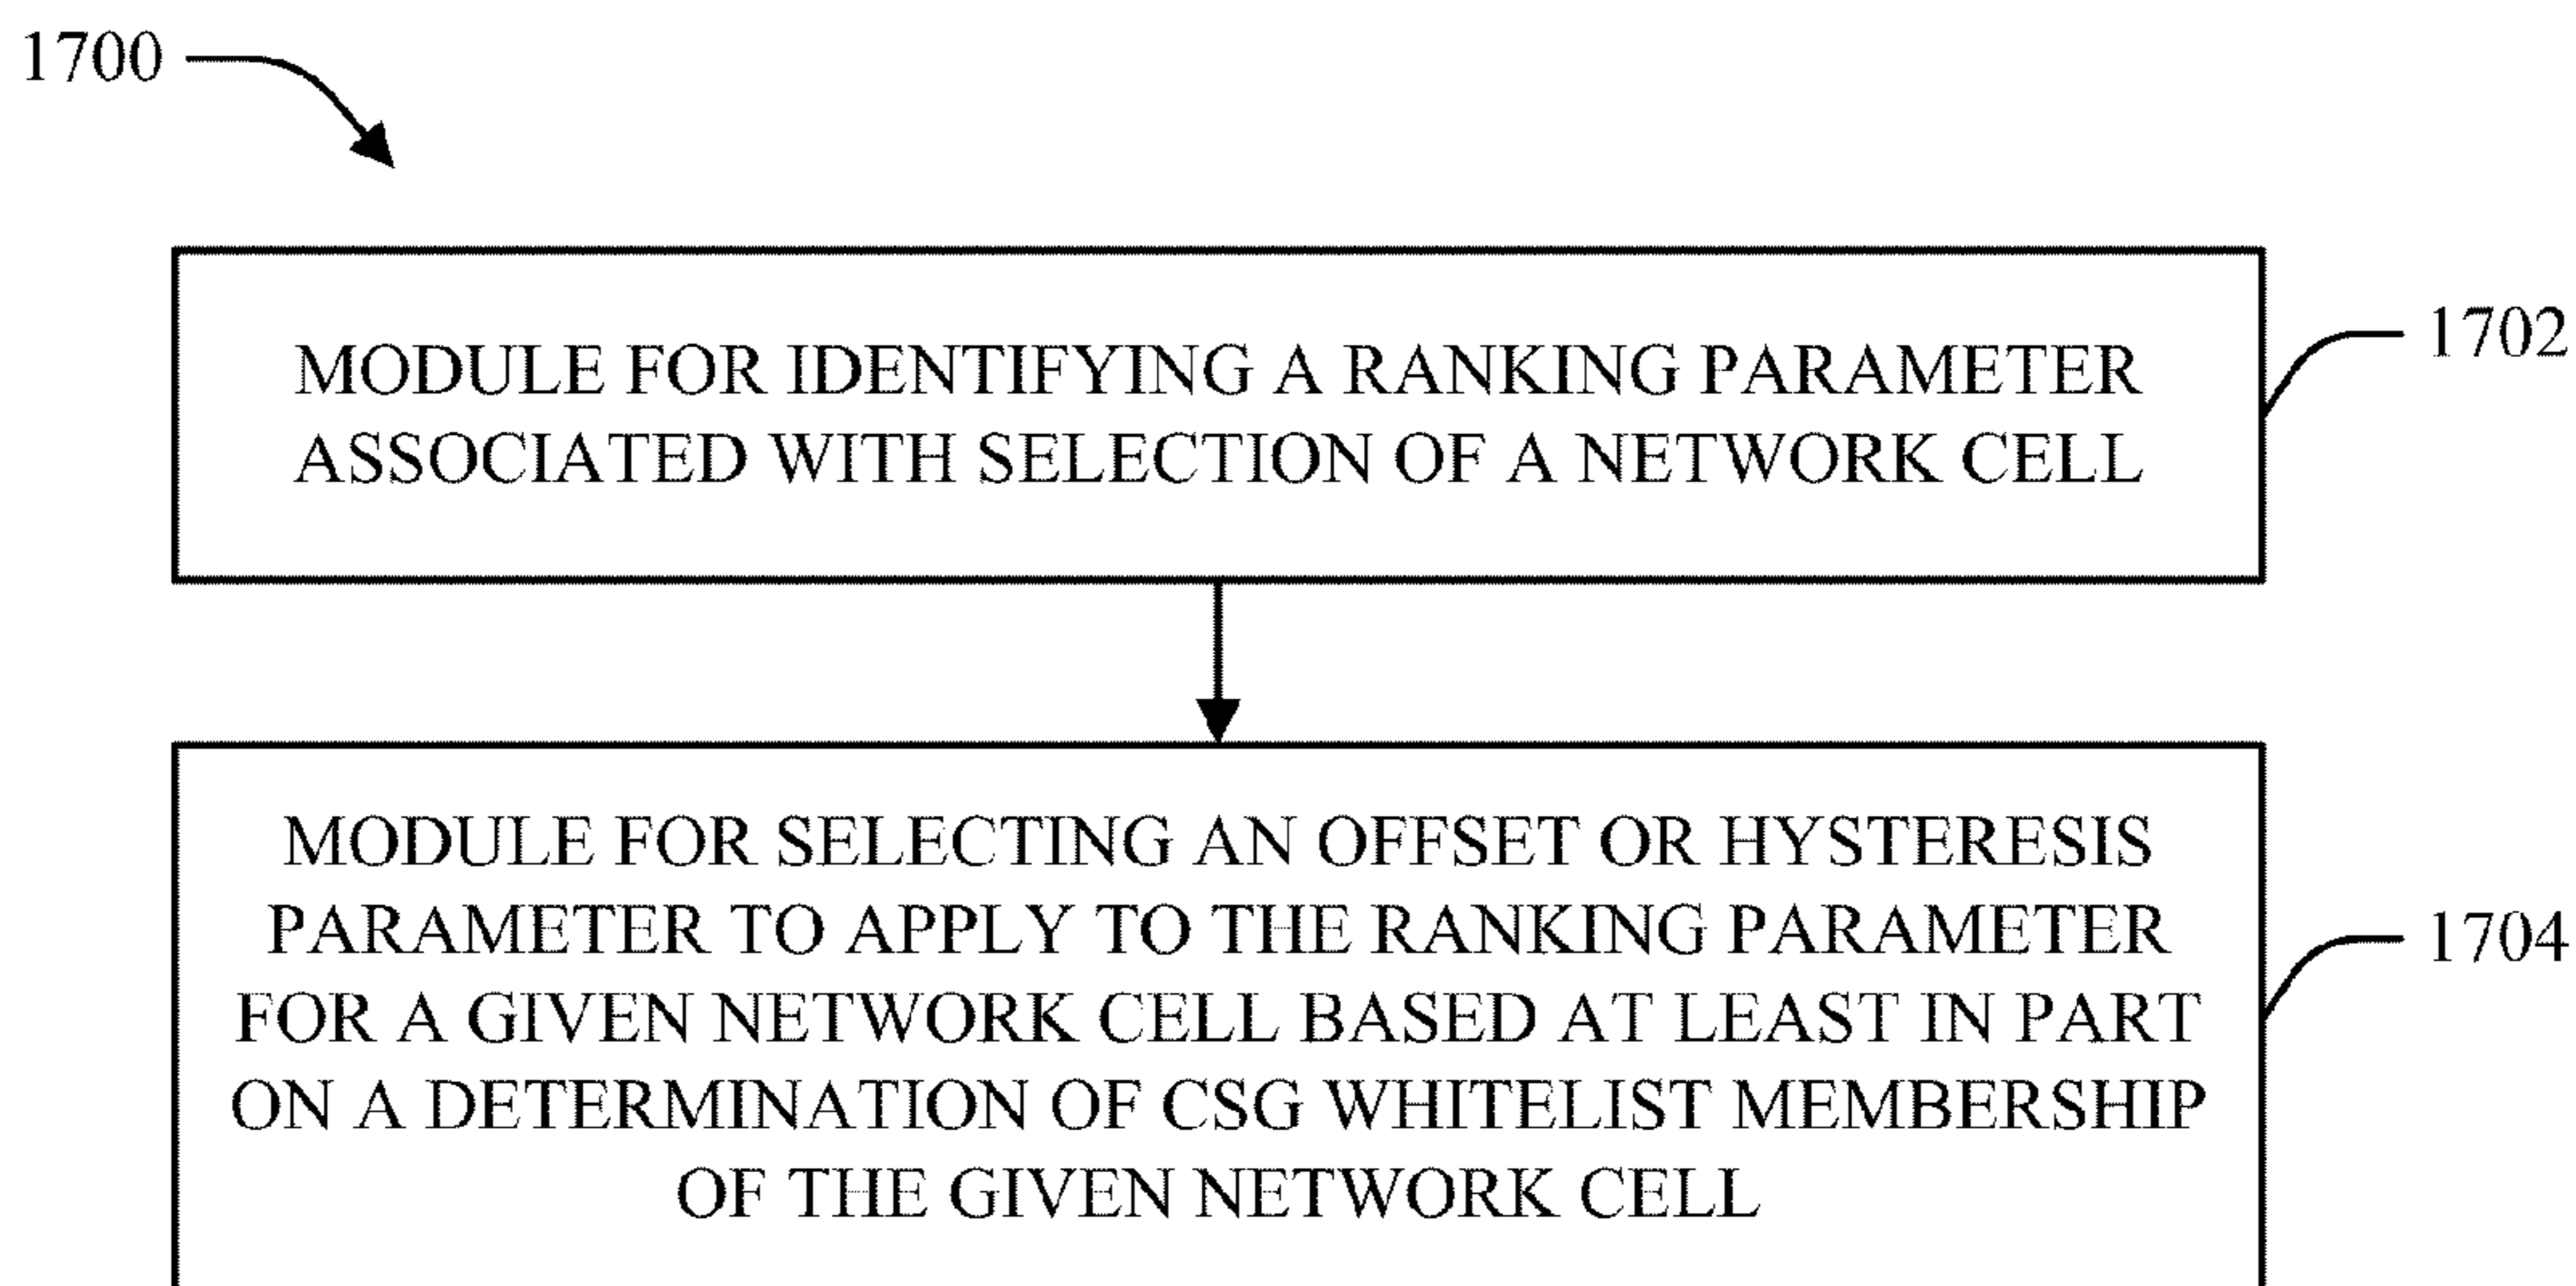 1700
MODULE FOR IDENTIFYING A RANKING PARAMETER
ASSOCIATED WITH SELECTION OF A NETWORK CELL
1702
MODULE FOR SELECTING AN OFFSET OR HYSTERESIS
PARAMETER TO APPLY TO THE RANKING PARAMETER
FOR A GIVEN NETWORK CELL BASED AT LEAST IN PART
ON A DETERMINATION OF CSG WHITELIST MEMBERSHIP
OF THE GIVEN NETWORK CELL
1704